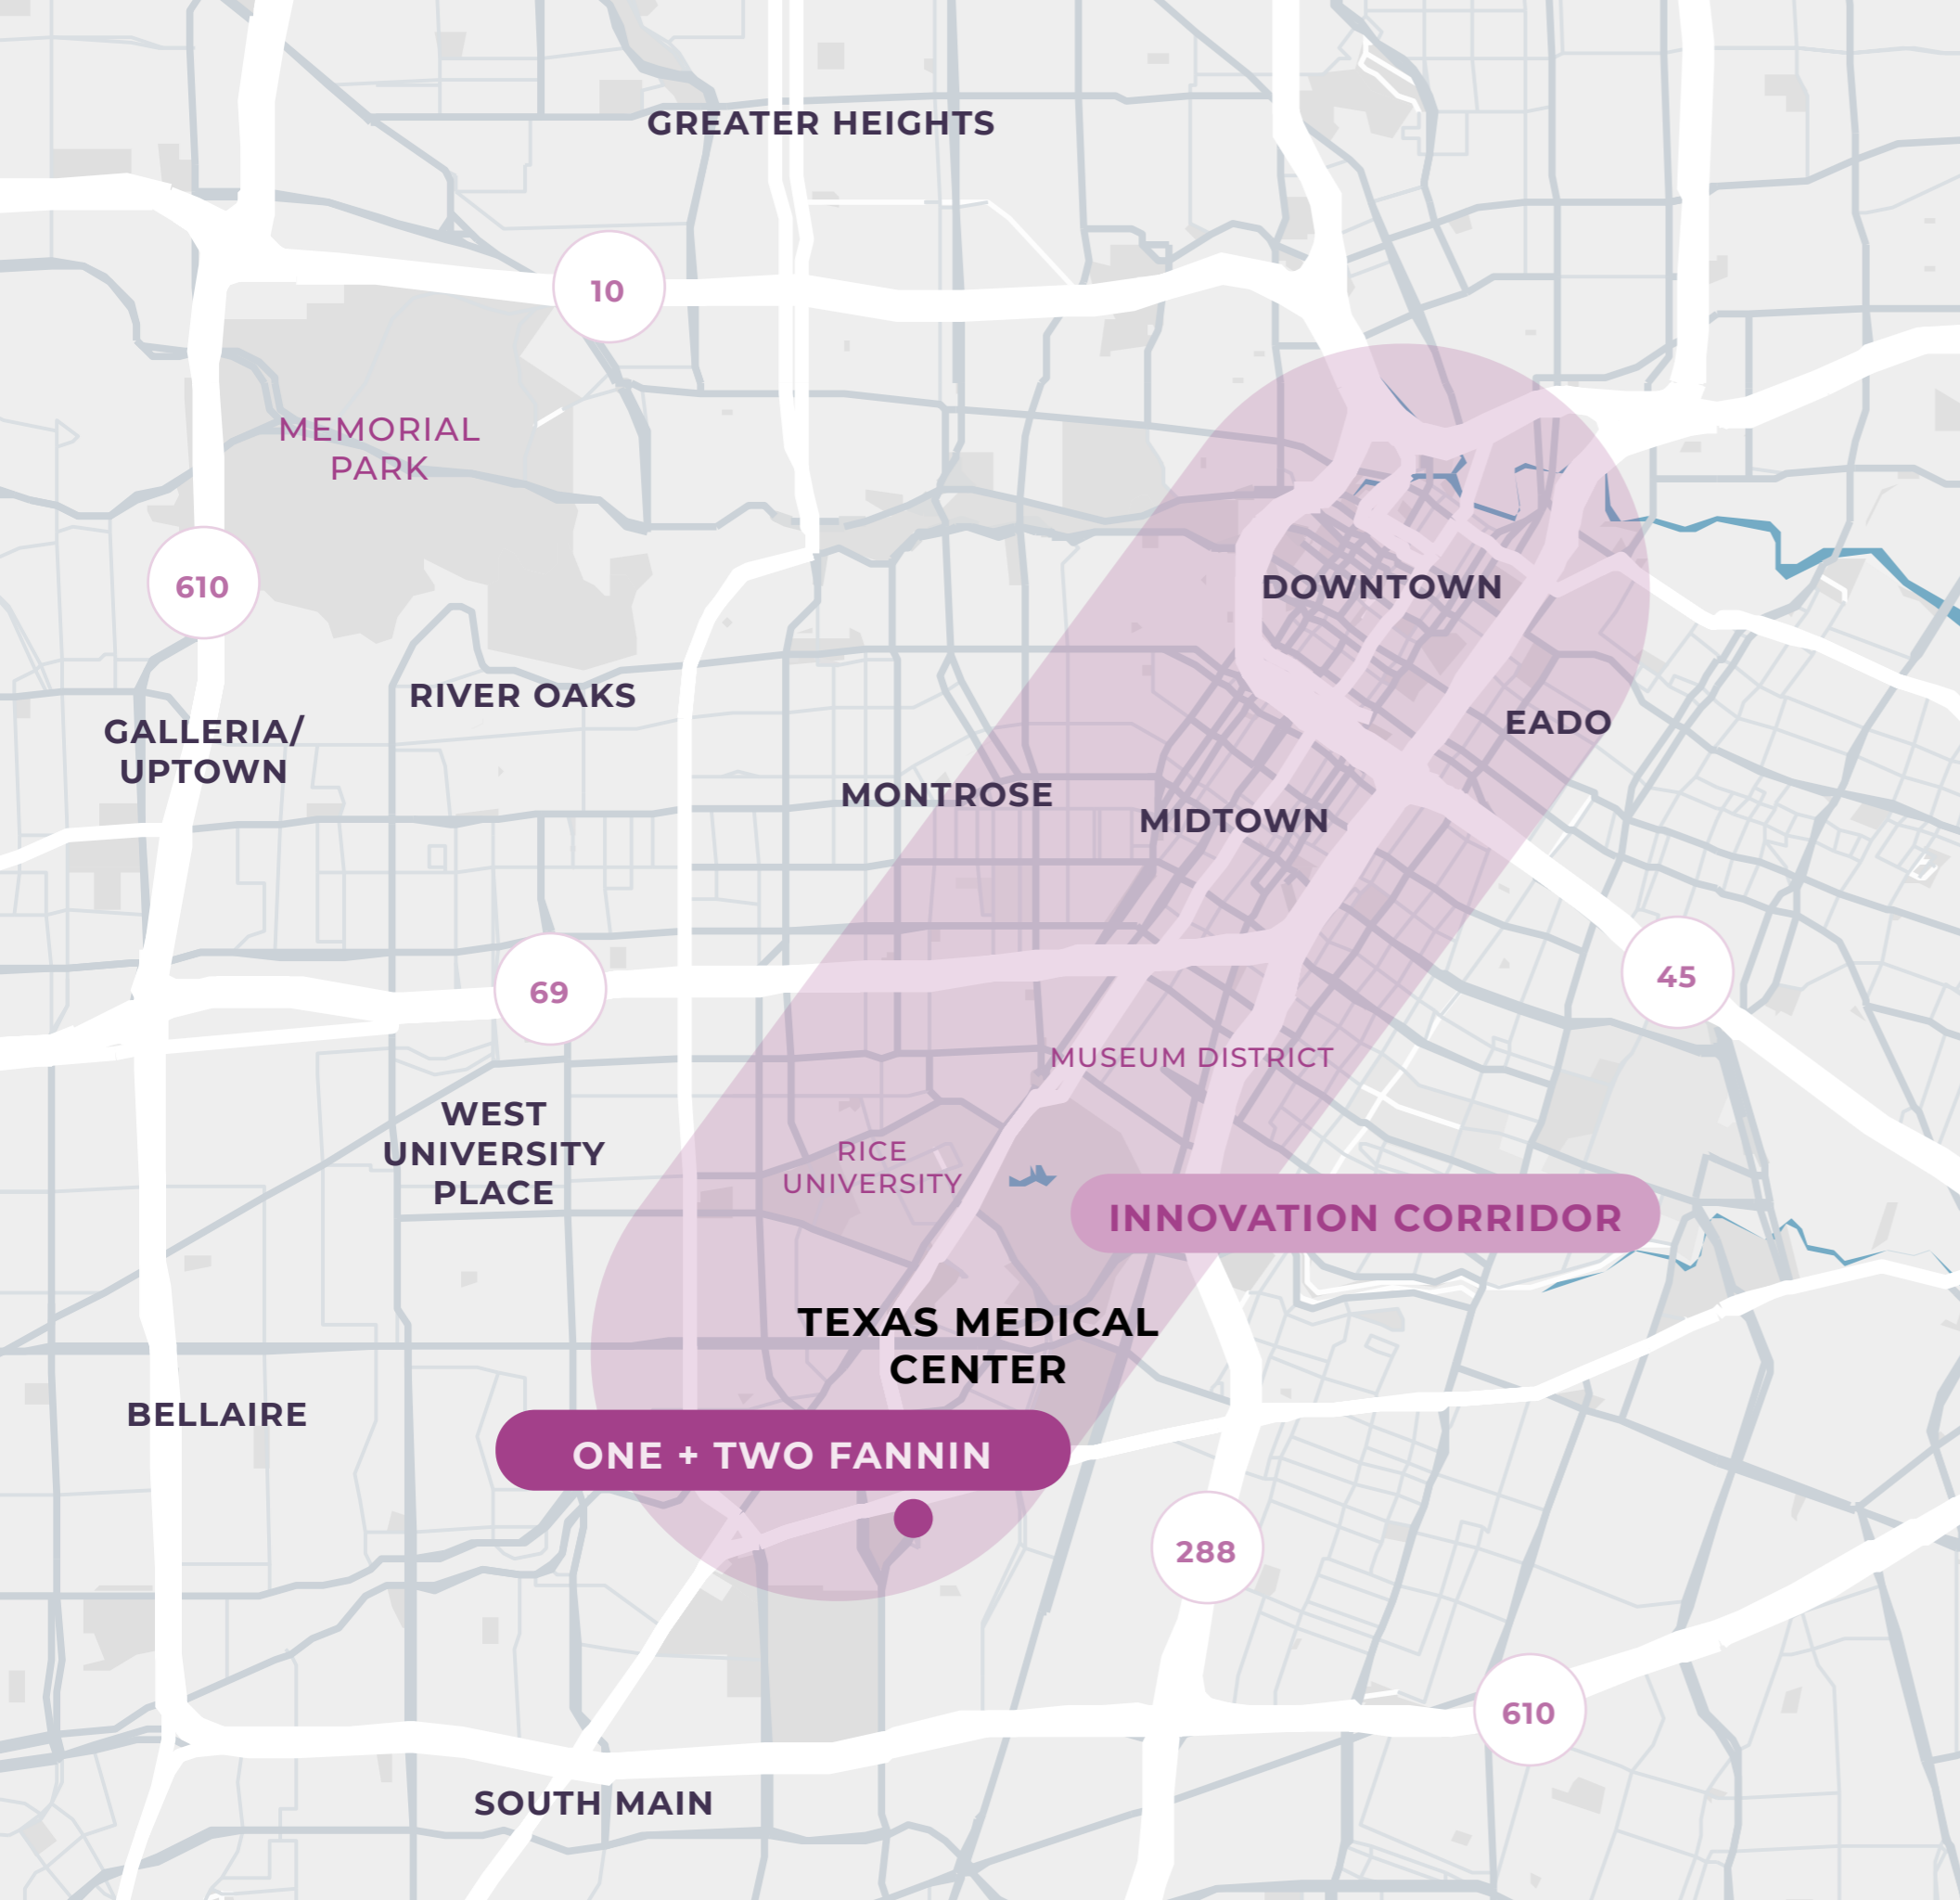 GREATER HEIGHTS
10
MEMORIAL
PARK
610
DOWNTOWN
RIVER OAKS
EADO
GALLERIA/
UPTOWN
MONTROSE
MIDTOWN
69
45
MUSEUM DISTRICT
WEST
UNIVERSITY
PLACE
RICE
UNIVERSITY
INNOVATION CORRIDOR
TEXAS MEDICAL
CENTER
BELLAIRE
ONE + TWO FANNIN
288
610
SOUTH MAIN